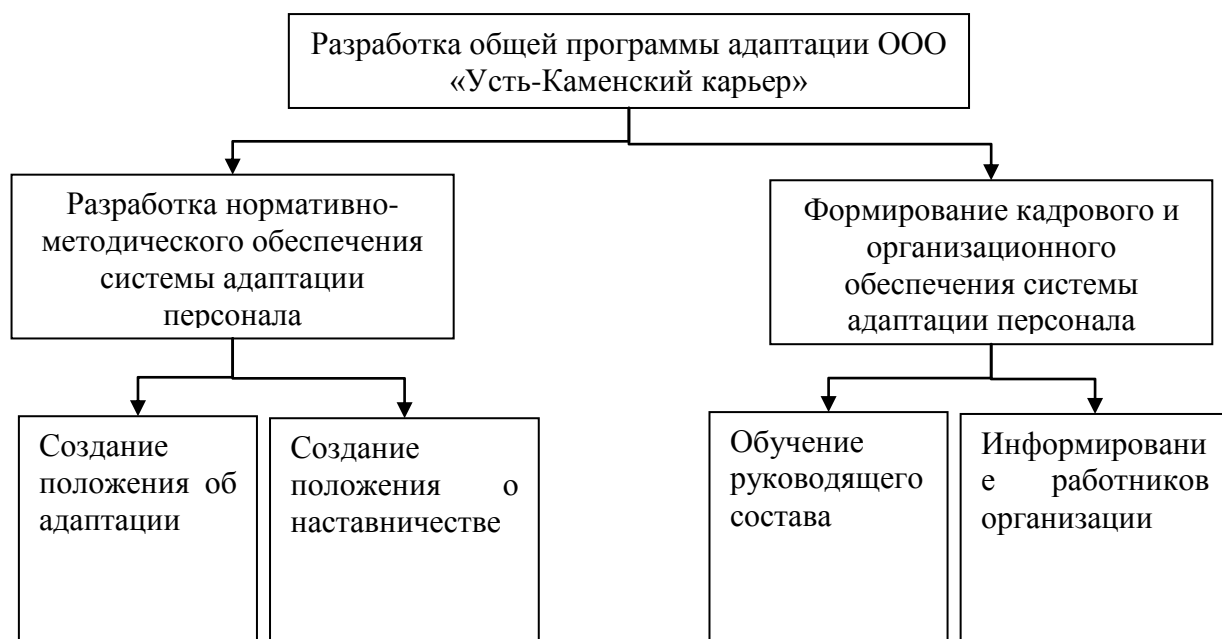 Разработка общей программы адаптации ООО
«Усть-Каменский карьер»
Разработка нормативно-
методического обеспечения
системы адаптации
персонала
Формирование кадрового и
организационного
обеспечения системы
адаптации персонала
Создание
положения об
адаптации
Создание
положения о
наставничестве
Обучение
руководящего
состава
Информировани
е работников
организации